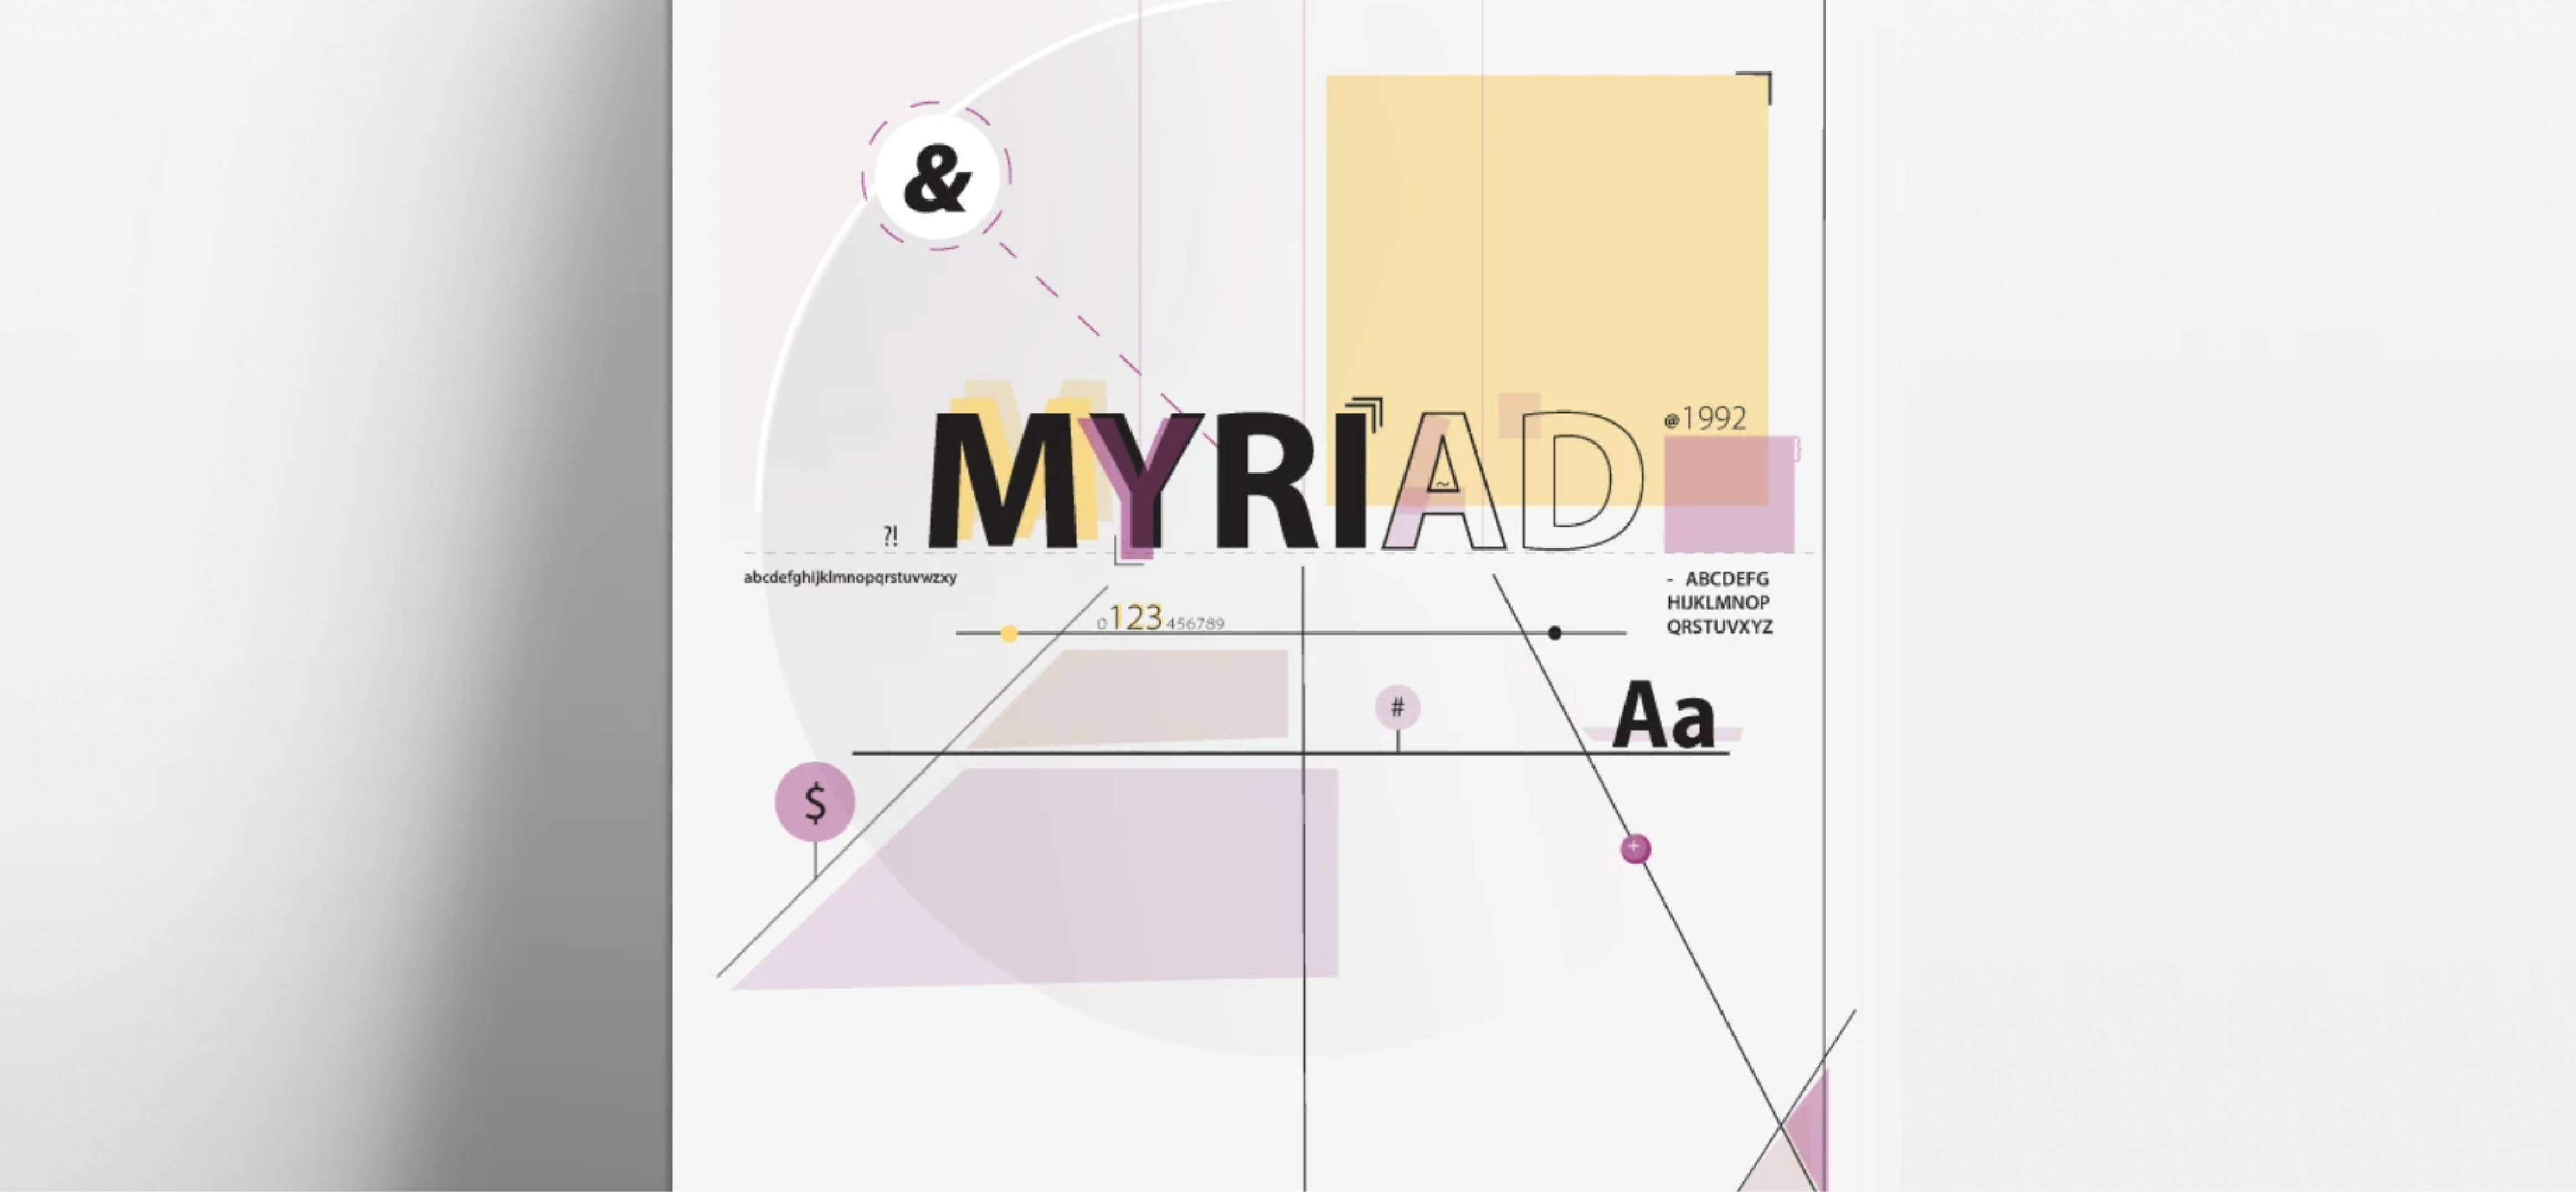 &
MYRIAD
@1992
}
~
?!
abcdefghijklmnopqrstuvwzxy
- ABCDEFG
HIJKLMNOP
QRSTUVXYZ
0123456789
#
Aa
$
+